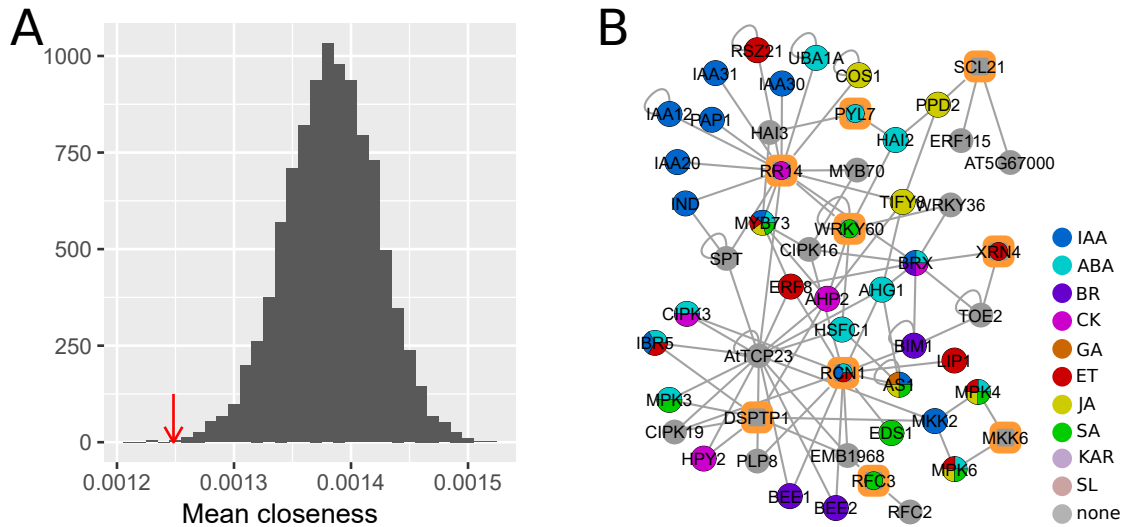 A
1000
750
500
250
0
0.0012
0.0013
0.0014
0.0015
Mean closeness
B
RSZ21
UBA1A
SCL21
IAA31
IAA30
COS1
IAA12
PAP1
PYL7
PPD2
HAI3
HAI2
ERF115
AT5G67000
IAA20
RR14
MYB70
IND
TIFY8
WRKY36
MYB73
WRKY60
SPT
CIPK16
BRX
XRN4
ERF8
AHP2
AHG1
CIPK3
HSFC1
TOE2
IBR5
AtTCP23
BIM1
RCN1
LIP1
AS1
MPK3
MPK4
DSPTP1
CIPK19
EDS1
MKK2
MKK6
HPY2
PLP8
EMB1968
MPK6
RFC3
BEE1
BEE2
RFC2
IAA
ABA
BR
CK
GA
ET
JA
SA
KAR
SL
none